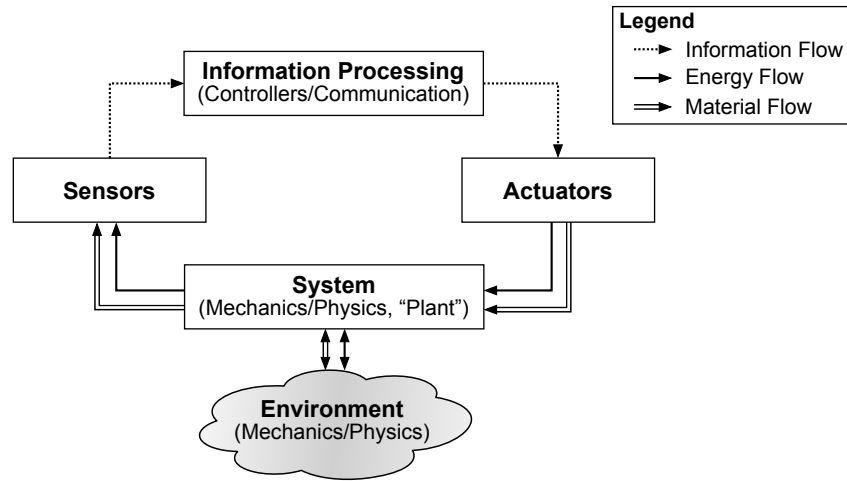 Legend
Information Flow
Energy Flow
Material Flow
Information Processing
(Controllers/Communication)
Sensors
Actuators
System
(Mechanics/Physics, “Plant”)
Environment
(Mechanics/Physics)